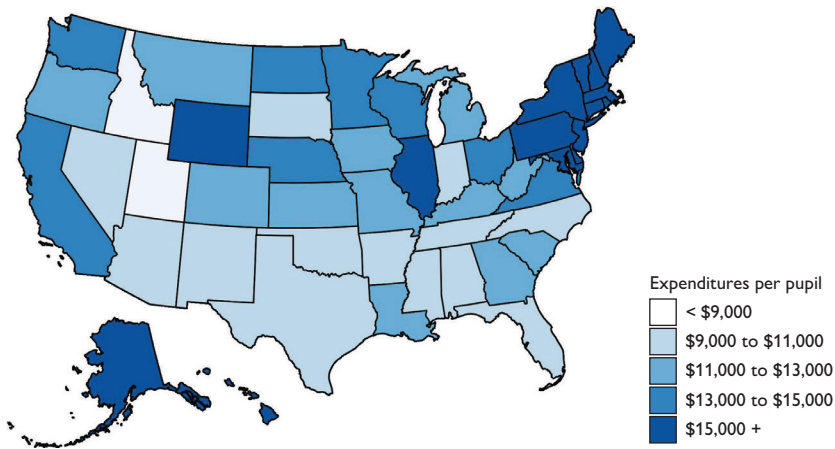 Expenditures per pupil
< $9,000
$9,000 to $11,000
$11,000 to $13,000
$13,000 to $15,000
$15,000 +